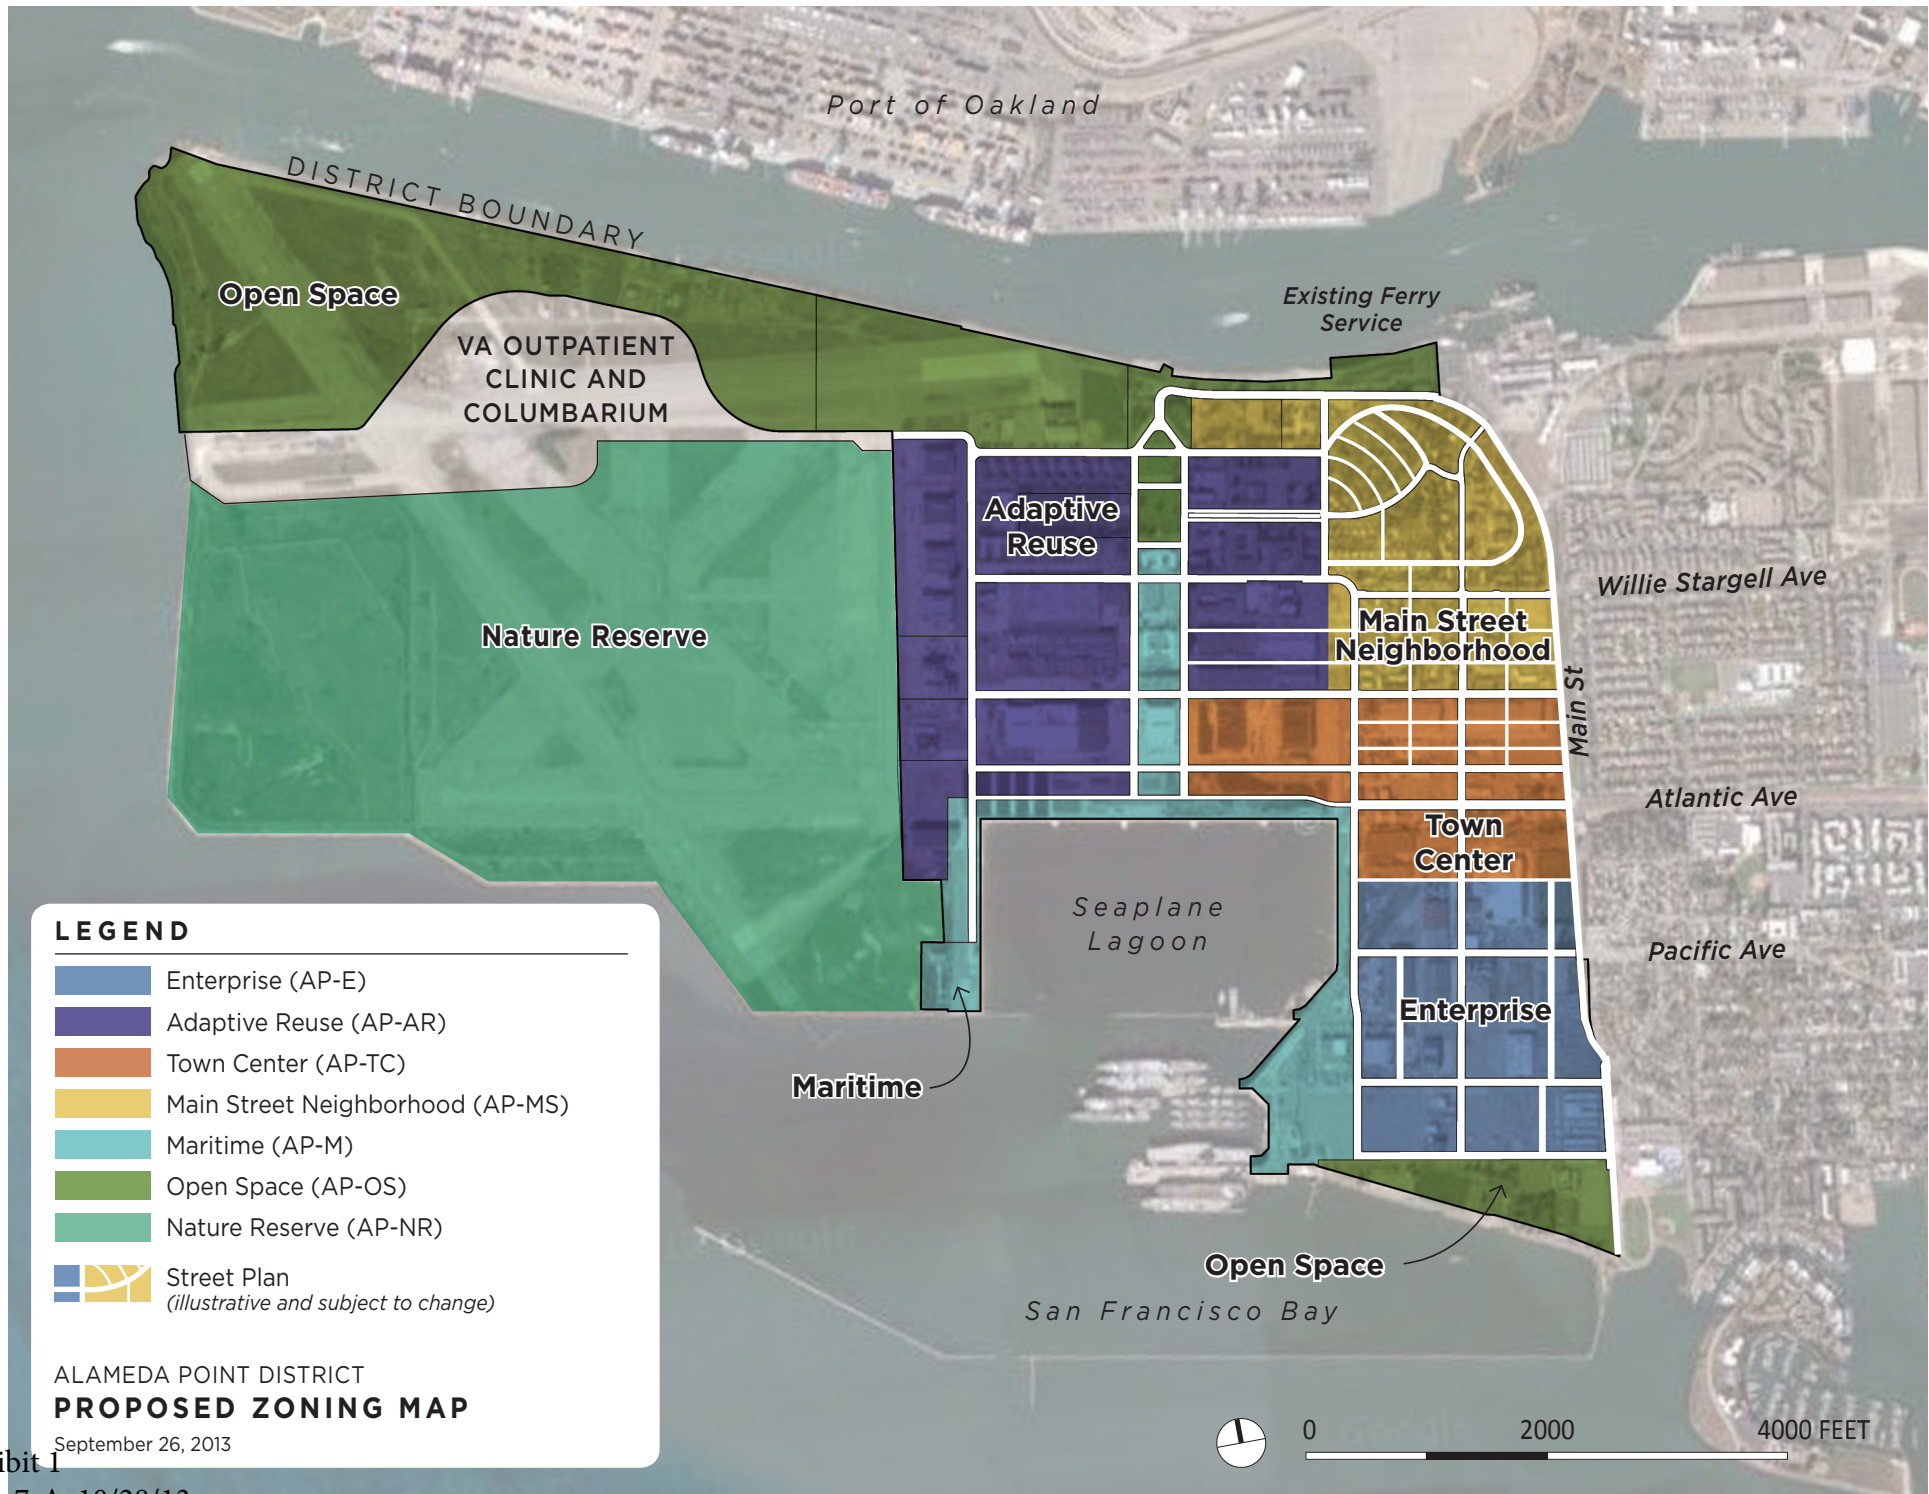 Port of Oakland
DISTRICT BOUNDARY
Open Space
Existing Ferry
Service
VA OUTPATIENT
CLINIC AND
COLUMBARIUM
Adaptive
Reuse
Willie Stargell Ave
Nature Reserve
Main Street
Neighborhood
Main St
Atlantic Ave
Town
Center
Seaplane
Lagoon
Pacific Ave
Enterprise
Maritime
Open Space
San Francisco Bay
LEGEND
Enterprise (AP-E)
Adaptive Reuse (AP-AR)
Town Center (AP-TC)
Main Street Neighborhood (AP-MS)
Maritime (AP-M)
Open Space (AP-OS)
Nature Reserve (AP-NR)
Street Plan
(illustrative and subject to change)
ALAMEDA POINT DISTRICT
PROPOSED ZONING MAP
September 26, 2013
0 2000 4000 FEET
ibit 1